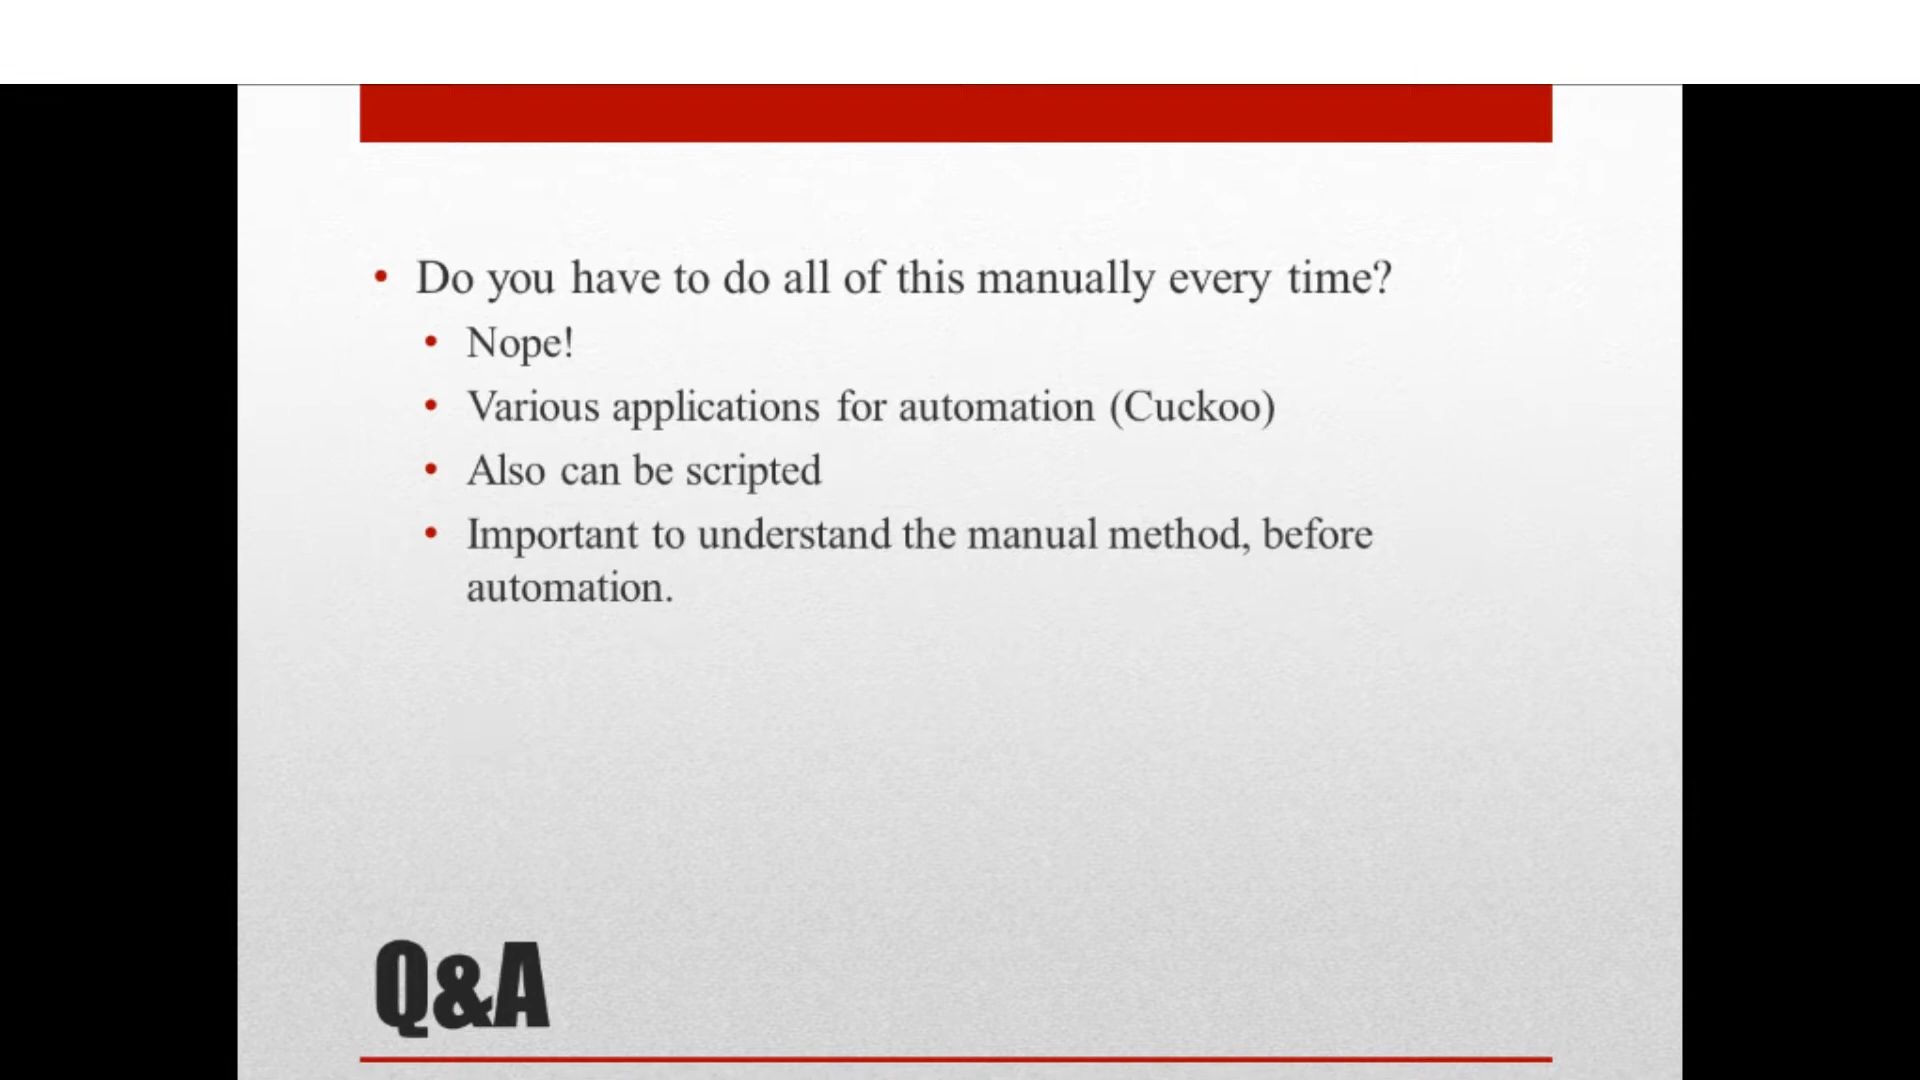 • Do you have to do all of this manually every time?
• Nope!
• Various applications for automation (Cuckoo)
• Also can be scripted
• Important to understand the manual method, before
automation.
Q&A